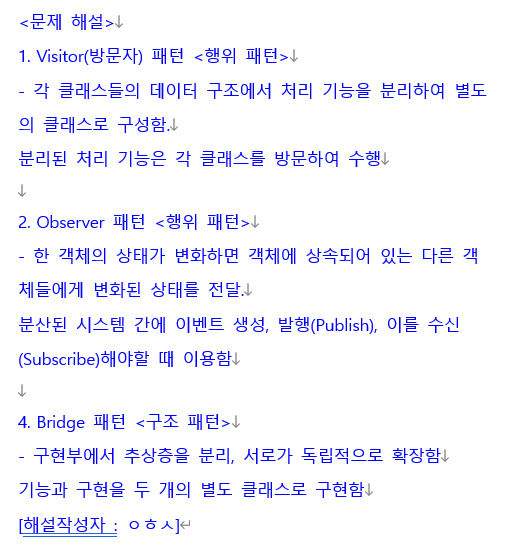 <문제 해설>↓
1. Visitor(방문자) 패턴 <행위 패턴>↓
- 각 클래스들의 데이터 구조에서 처리 기능을 분리하여 별도
의 클래스로 구성함.↓
분리된 처리 기능은 각 클래스를 방문하여 수행↓
↓
2. Observer 패턴 <행위 패턴>↓
- 한 객체의 상태가 변화하면 객체에 상속되어 있는 다른 객
체들에게 변화된 상태를 전달.↓
분산된 시스템 간에 이벤트 생성, 발행(Publish), 이를 수신
(Subscribe)해야할 때 이용함↓
↓
4. Bridge 패턴 <구조 패턴>↓
- 구현부에서 추상층을 분리, 서로가 독립적으로 확장함↓
기능과 구현을 두 개의 별도 클래스로 구현함↓
[해설작성자 : ㅇㅎㅅ]↵